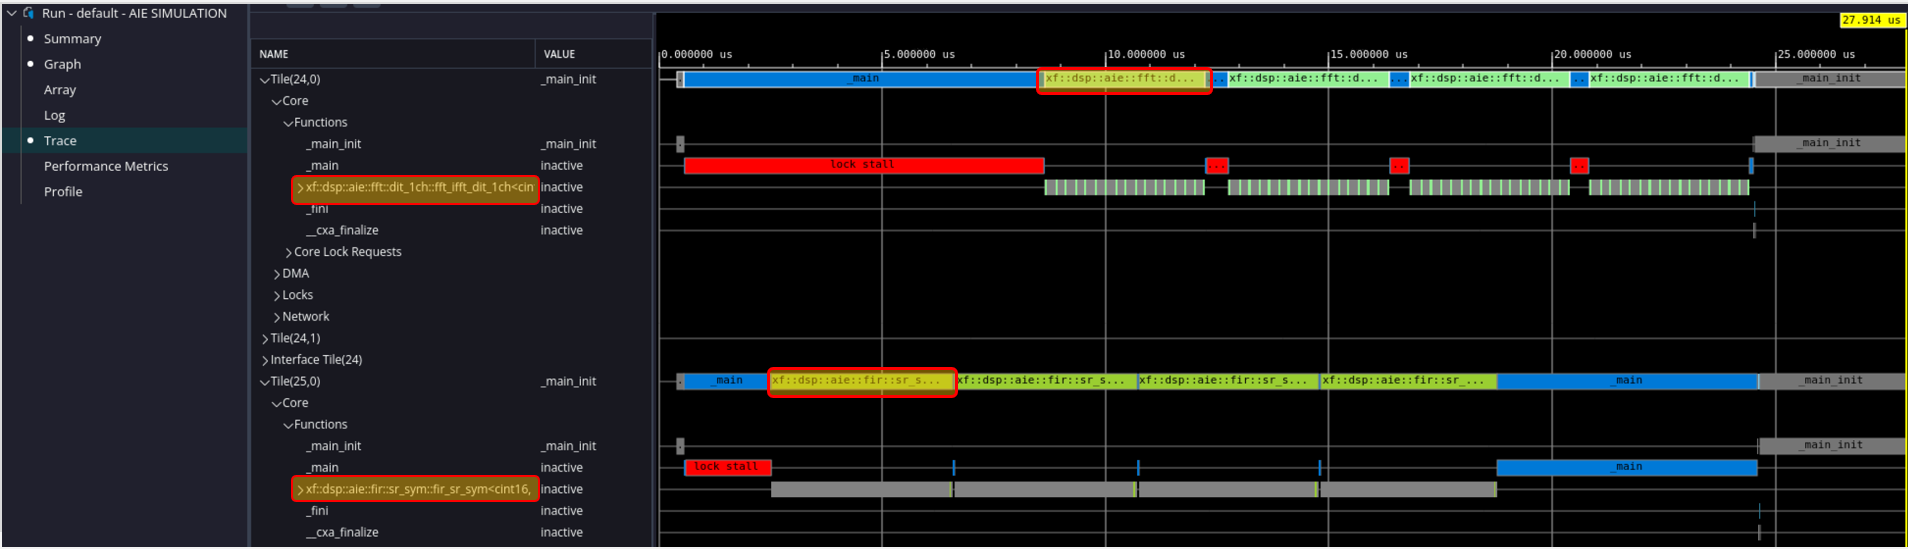 Run - default - AIE SIMULATION
Summary
Graph
Array
Log
Trace
Performance Metrics
Profile
27.914 us
NAME VALUE 0.000000 us 5.000000 us 10.000000 us 15.000000 us 20.000000 us 25.000000 us
Tile(24,0) _main_init _main xf::dsp::aie::fft::d... .. xf::dsp::aie::fft::d... ... xf::dsp::aie::fft::d... .. xf::dsp::aie::fft::d... _main_init
Core
Functions
_main_init _main_init _main_init
_main inactive lock stall ... .. ..
xf::dsp::aie::fft::dit_1ch::fft_ifft_dit_1ch<cin inactive
_fini inactive
__cxa_finalize inactive
Core Lock Requests
DMA
Locks
Network
Tile(24,1)
Interface Tile(24)
Tile(25,0) _main_init . _main xf::dsp::aie::fir::sr_s... xf::dsp::aie::fir::sr_s... xf::dsp::aie::fir::sr_s... xf::dsp::aie::fir::sr_... _main _main_init
Core
Functions
_main_init _main_init _main_init
_main inactive lock stall _main
xf::dsp::aie::fir::sr_sym::fir_sr_sym<cint16, inactive
_fini inactive
__cxa_finalize inactive